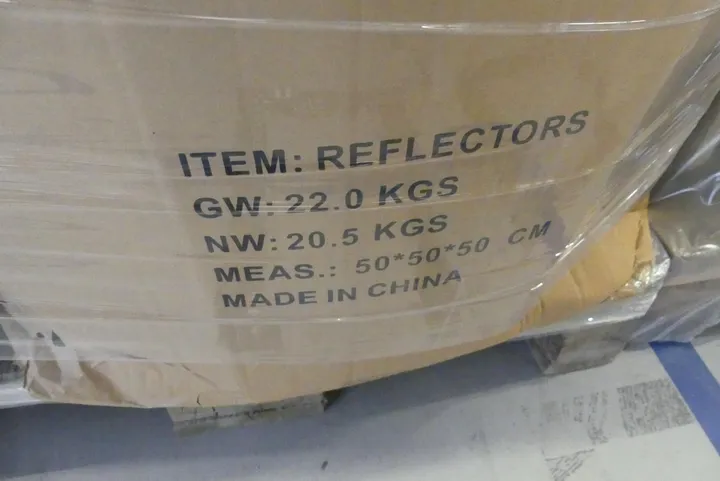 ITEM: REFLECTORS
GW: 22.0 KGS
NW: 20.5 KGS
MEAS.: 50*50*50 CM
MADE IN CHINA